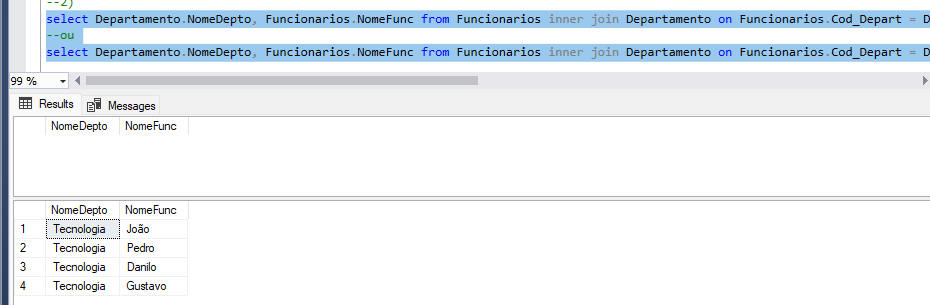 --2)
select Departamento.NomeDepto, Funcionarios.NomeFunc from Funcionarios inner join Departamento on Funcionarios.Cod_Depart = D
--ou
select Departamento.NomeDepto, Funcionarios.NomeFunc from Funcionarios inner join Departamento on Funcionarios.Cod_Depart = D
99 %
Results Messages
NomeDepto NomeFunc
NomeDepto NomeFunc
1 Tecnologia João
2 Tecnologia Pedro
3 Tecnologia Danilo
4 Tecnologia Gustavo